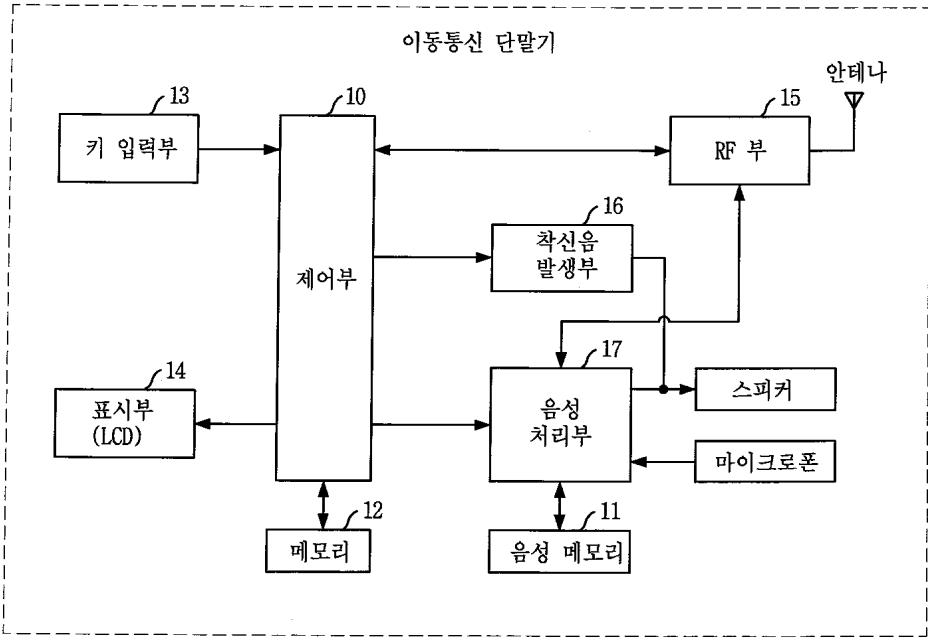 이동통신 단말기
안테나
13
키 입력부
10
제어부
15
RF 부
16
착신음
발생부
14
표시부
(LCD)
17
음성
처리부
스피커
마이크로폰
12
메모리
11
음성 메모리